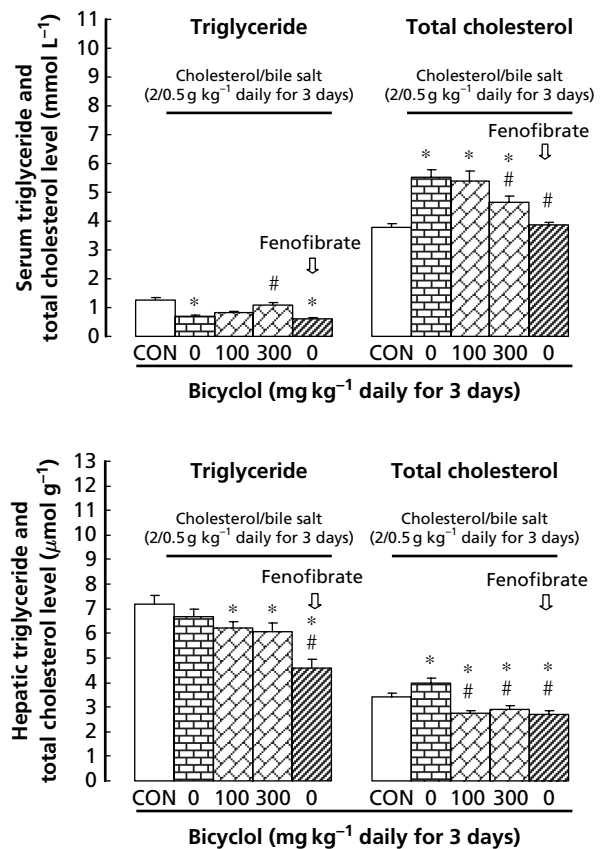 Serum triglyceride and
total cholesterol level (mmol L⁻¹)
11
10
9
8
7
6
5
4
3
2
1
0
Triglyceride
Total cholesterol
Cholesterol/bile salt
(2/0.5 g kg⁻¹ daily for 3 days)
Cholesterol/bile salt
(2/0.5 g kg⁻¹ daily for 3 days)
Fenofibrate
⇩
Fenofibrate
⇩
*
#
*
*
*
*
#
#
CON 0 100 300 0
CON 0 100 300 0
Bicyclol (mg kg⁻¹ daily for 3 days)
Hepatic triglyceride and
total cholesterol level (μmol g⁻¹)
13
12
11
10
9
8
7
6
5
4
3
2
1
0
Triglyceride
Total cholesterol
Cholesterol/bile salt
(2/0.5 g kg⁻¹ daily for 3 days)
Cholesterol/bile salt
(2/0.5 g kg⁻¹ daily for 3 days)
Fenofibrate
⇩
Fenofibrate
⇩
*
*
*
#
*
*
#
*
#
*
#
CON 0 100 300 0
CON 0 100 300 0
Bicyclol (mg kg⁻¹ daily for 3 days)